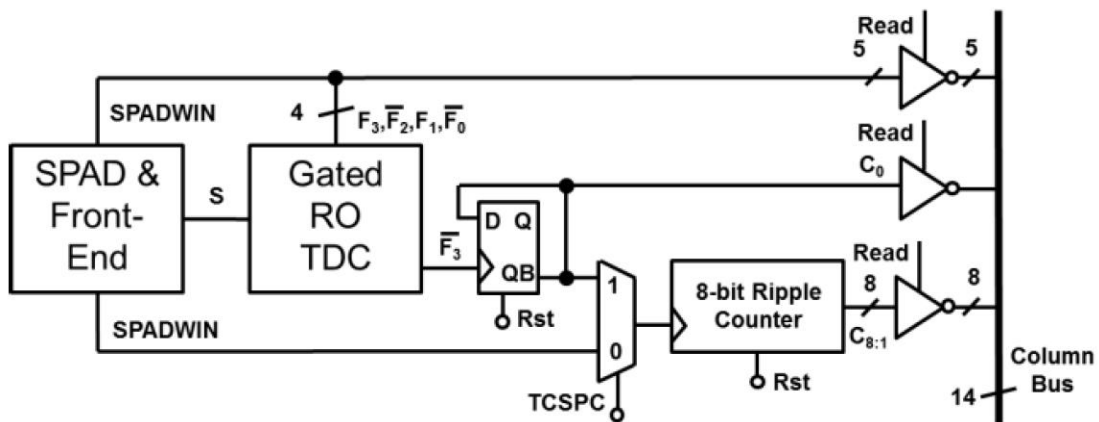 Read
5
5
SPADWIN
4
F₃,F̅₂,F₁,F̅₀
Read
SPAD &
Front-
End
S
Gated
RO
TDC
C₀
D Q
F̅₃
QB
Read
1
8-bit Ripple
Counter
8
8
Rst
C₈:₁
SPADWIN
0
Column
Bus
Rst
14
TCSPC